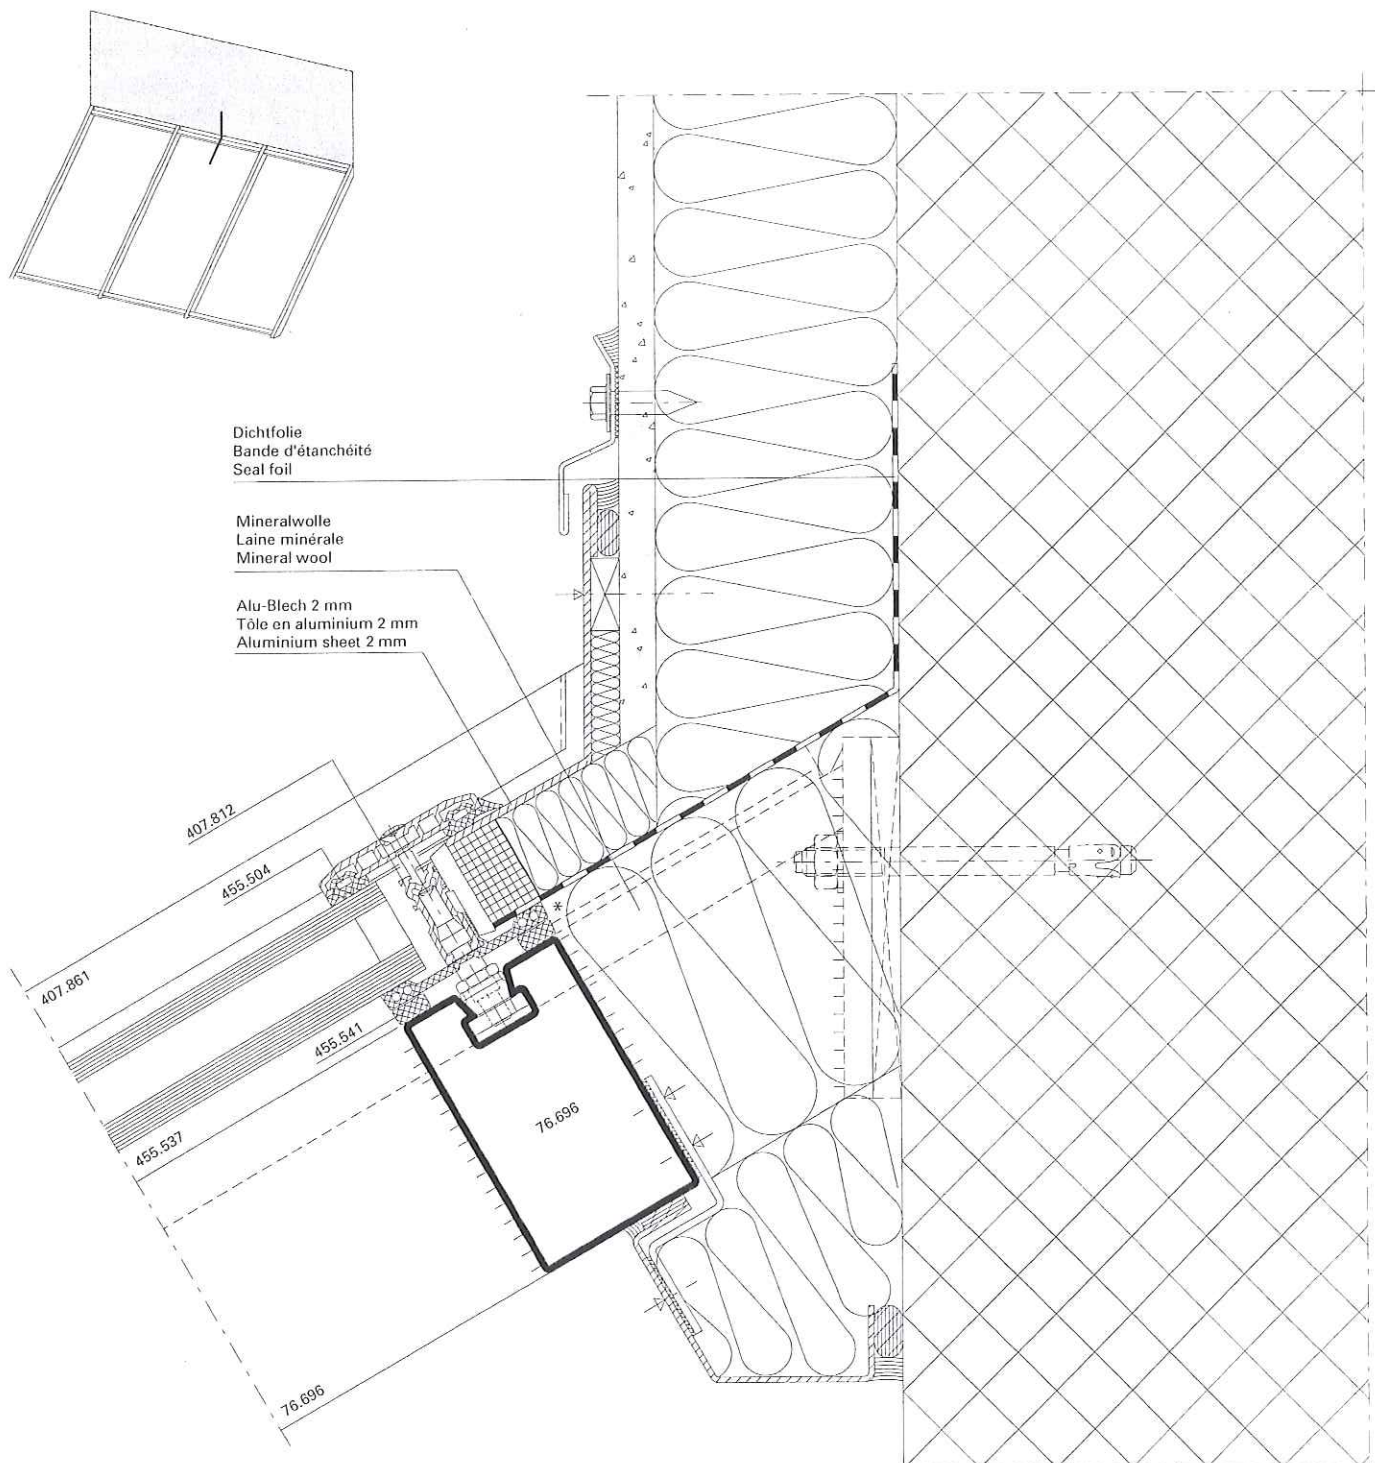 Dichtfolie
Bande d'étanchéité
Seal foil
Mineralwolle
Laine minérale
Mineral wool
Alu-Blech 2 mm
Tôle en aluminium 2 mm
Aluminium sheet 2 mm
407.812
455.504
407.861
*
455.541
455.537
76.696
76.696